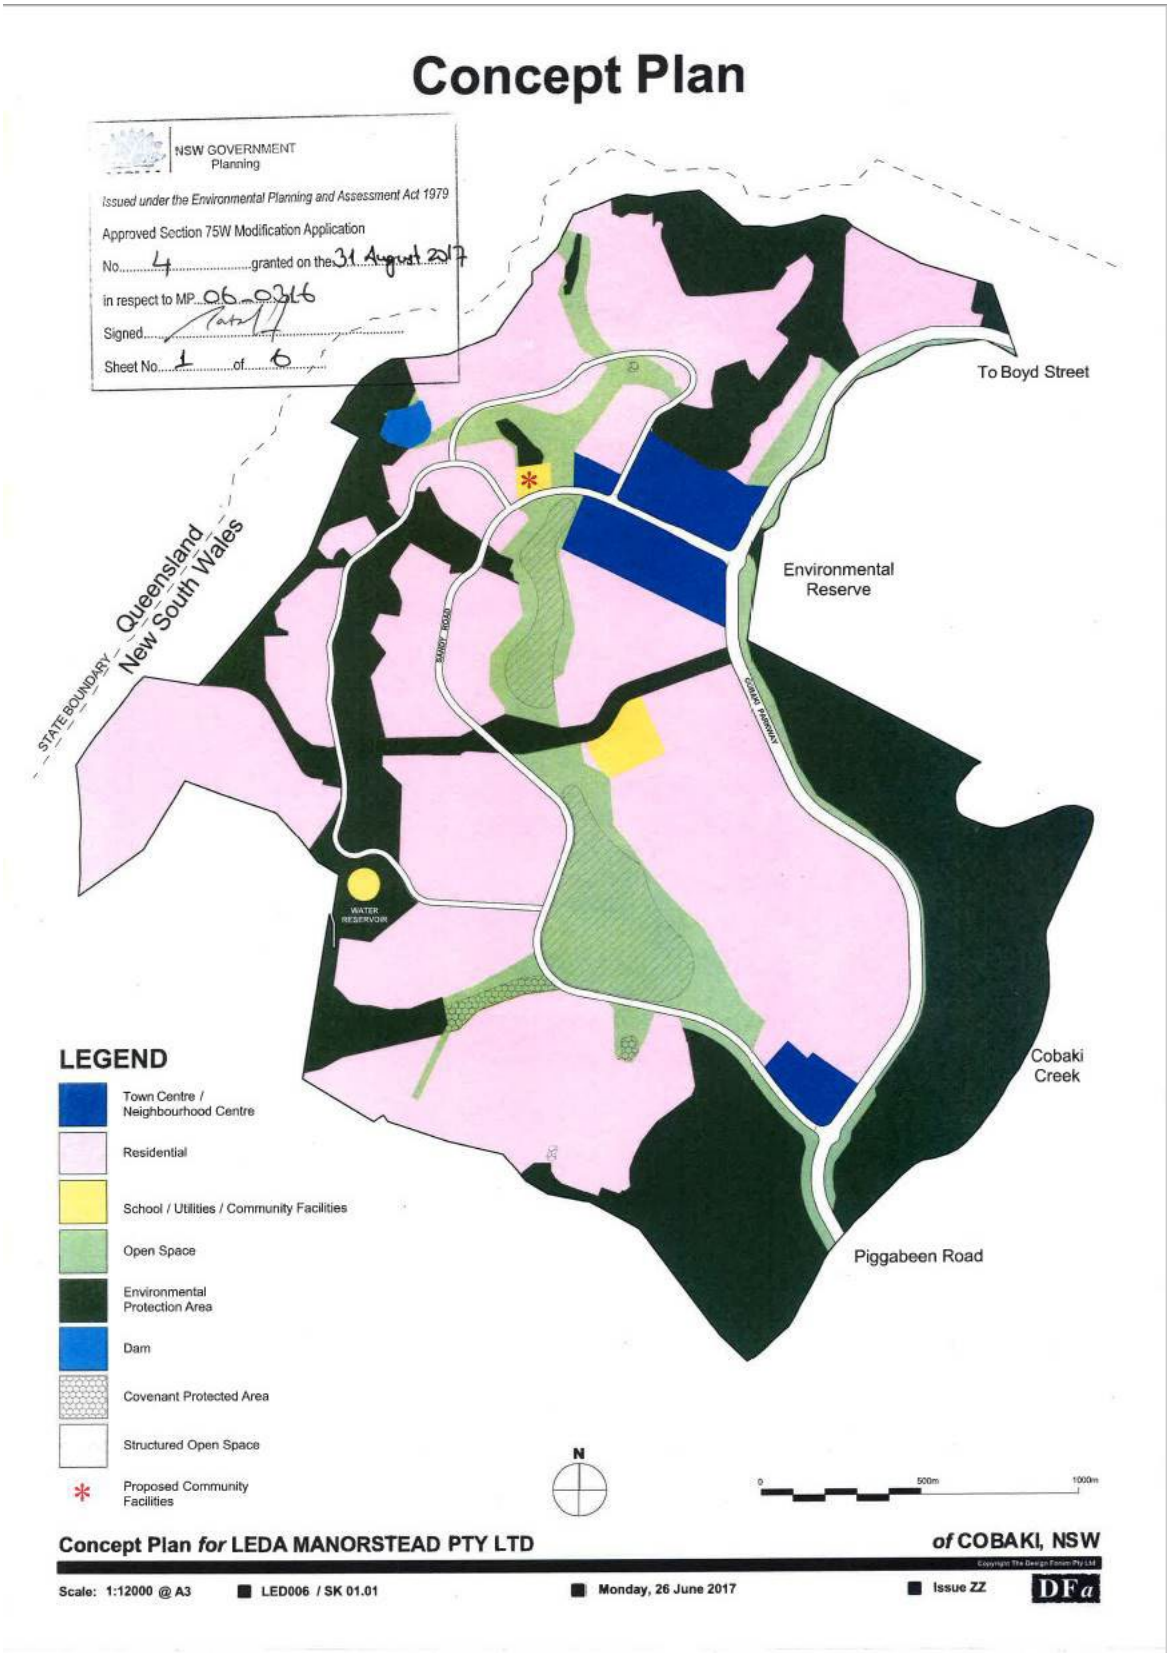 Concept Plan
NSW GOVERNMENT
Planning
Issued under the Environmental Planning and Assessment Act 1979
Approved Section 75W Modification Application
No. 4 granted on the 31 August 2017
in respect to MP 06-0316
Signed
Sheet No. 1 of 6
To Boyd Street
Queensland
New South Wales
STATE BOUNDARY
Environmental
Reserve
SANDY ROAD
COBAKI PARKWAY
WATER
RESERVOIR
Cobaki
Creek
Piggabeen Road
LEGEND
Town Centre /
Neighbourhood Centre
Residential
School / Utilities / Community Facilities
Open Space
Environmental
Protection Area
Dam
Covenant Protected Area
Structured Open Space
* Proposed Community
Facilities
N
0 500m 1000m
Concept Plan for LEDA MANORSTEAD PTY LTD of COBAKI, NSW
Copyright The Design Forum Pty Ltd
Scale: 1:12000 @ A3 LED006 / SK 01.01 Monday, 26 June 2017 Issue ZZ DFa